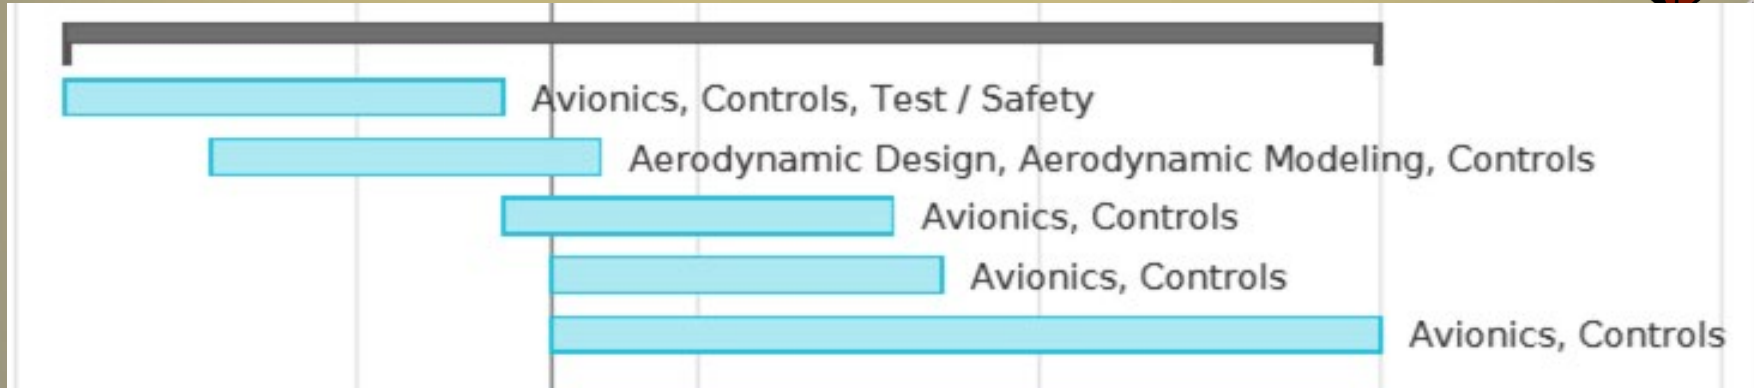 Avionics, Controls, Test / Safety
Aerodynamic Design, Aerodynamic Modeling, Controls
Avionics, Controls
Avionics, Controls
Avionics, Controls